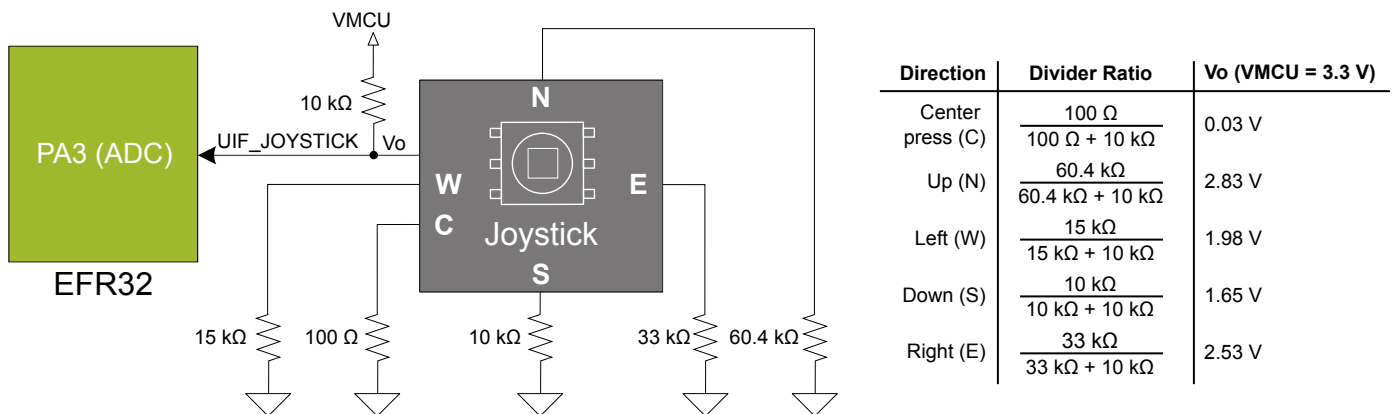 VMCU
10 kΩ
UIF_JOYSTICK Vo
PA3 (ADC)
EFR32
N
W
E
C
Joystick
S
15 kΩ
100 Ω
10 kΩ
33 kΩ
60.4 kΩ
Direction Divider Ratio Vo (VMCU = 3.3 V)
Center press (C)
100 Ω
100 Ω + 10 kΩ
0.03 V
Up (N)
60.4 kΩ
60.4 kΩ + 10 kΩ
2.83 V
Left (W)
15 kΩ
15 kΩ + 10 kΩ
1.98 V
Down (S)
10 kΩ
10 kΩ + 10 kΩ
1.65 V
Right (E)
33 kΩ
33 kΩ + 10 kΩ
2.53 V